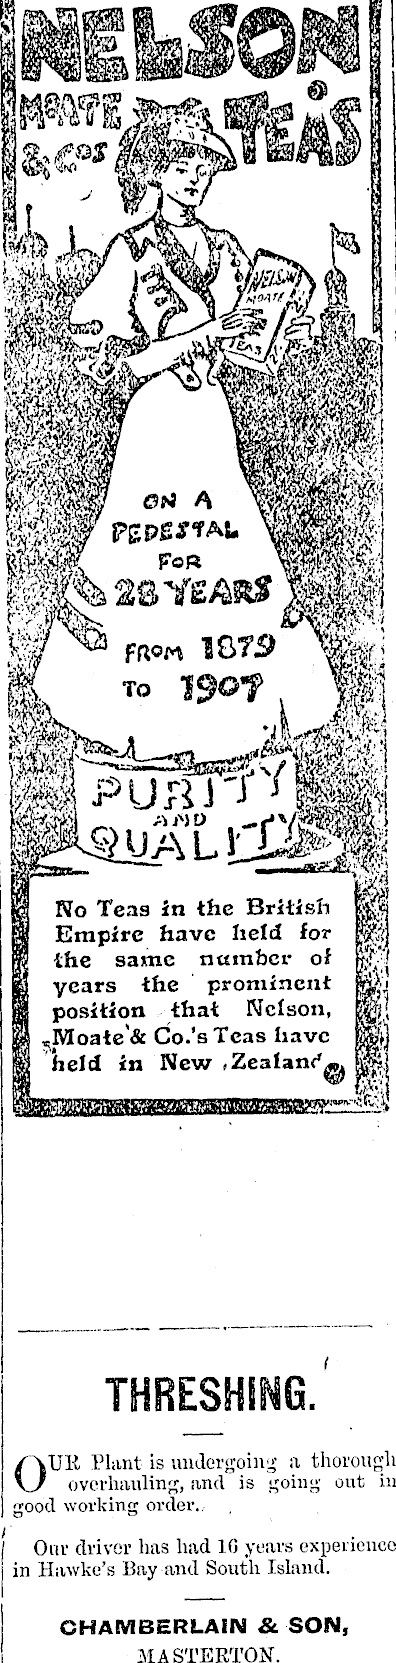 NELSON
MOATE
& Co's TEAS
NELSON
MOATE
TEAS
ON A
PEDESTAL
FOR
28 YEARS
FROM 1879
TO 1907
PURITY
AND
QUALITY
No Teas in the British
Empire have held for
the same number of
years the prominent
position that Nelson,
Moate & Co.'s Teas have
held in New Zealand
THRESHING.
OUR Plant is undergoing a thorough
overhauling, and is going out in
good working order.
Our driver has had 16 years experience
in Hawke's Bay and South Island.
CHAMBERLAIN & SON,
MASTERTON.